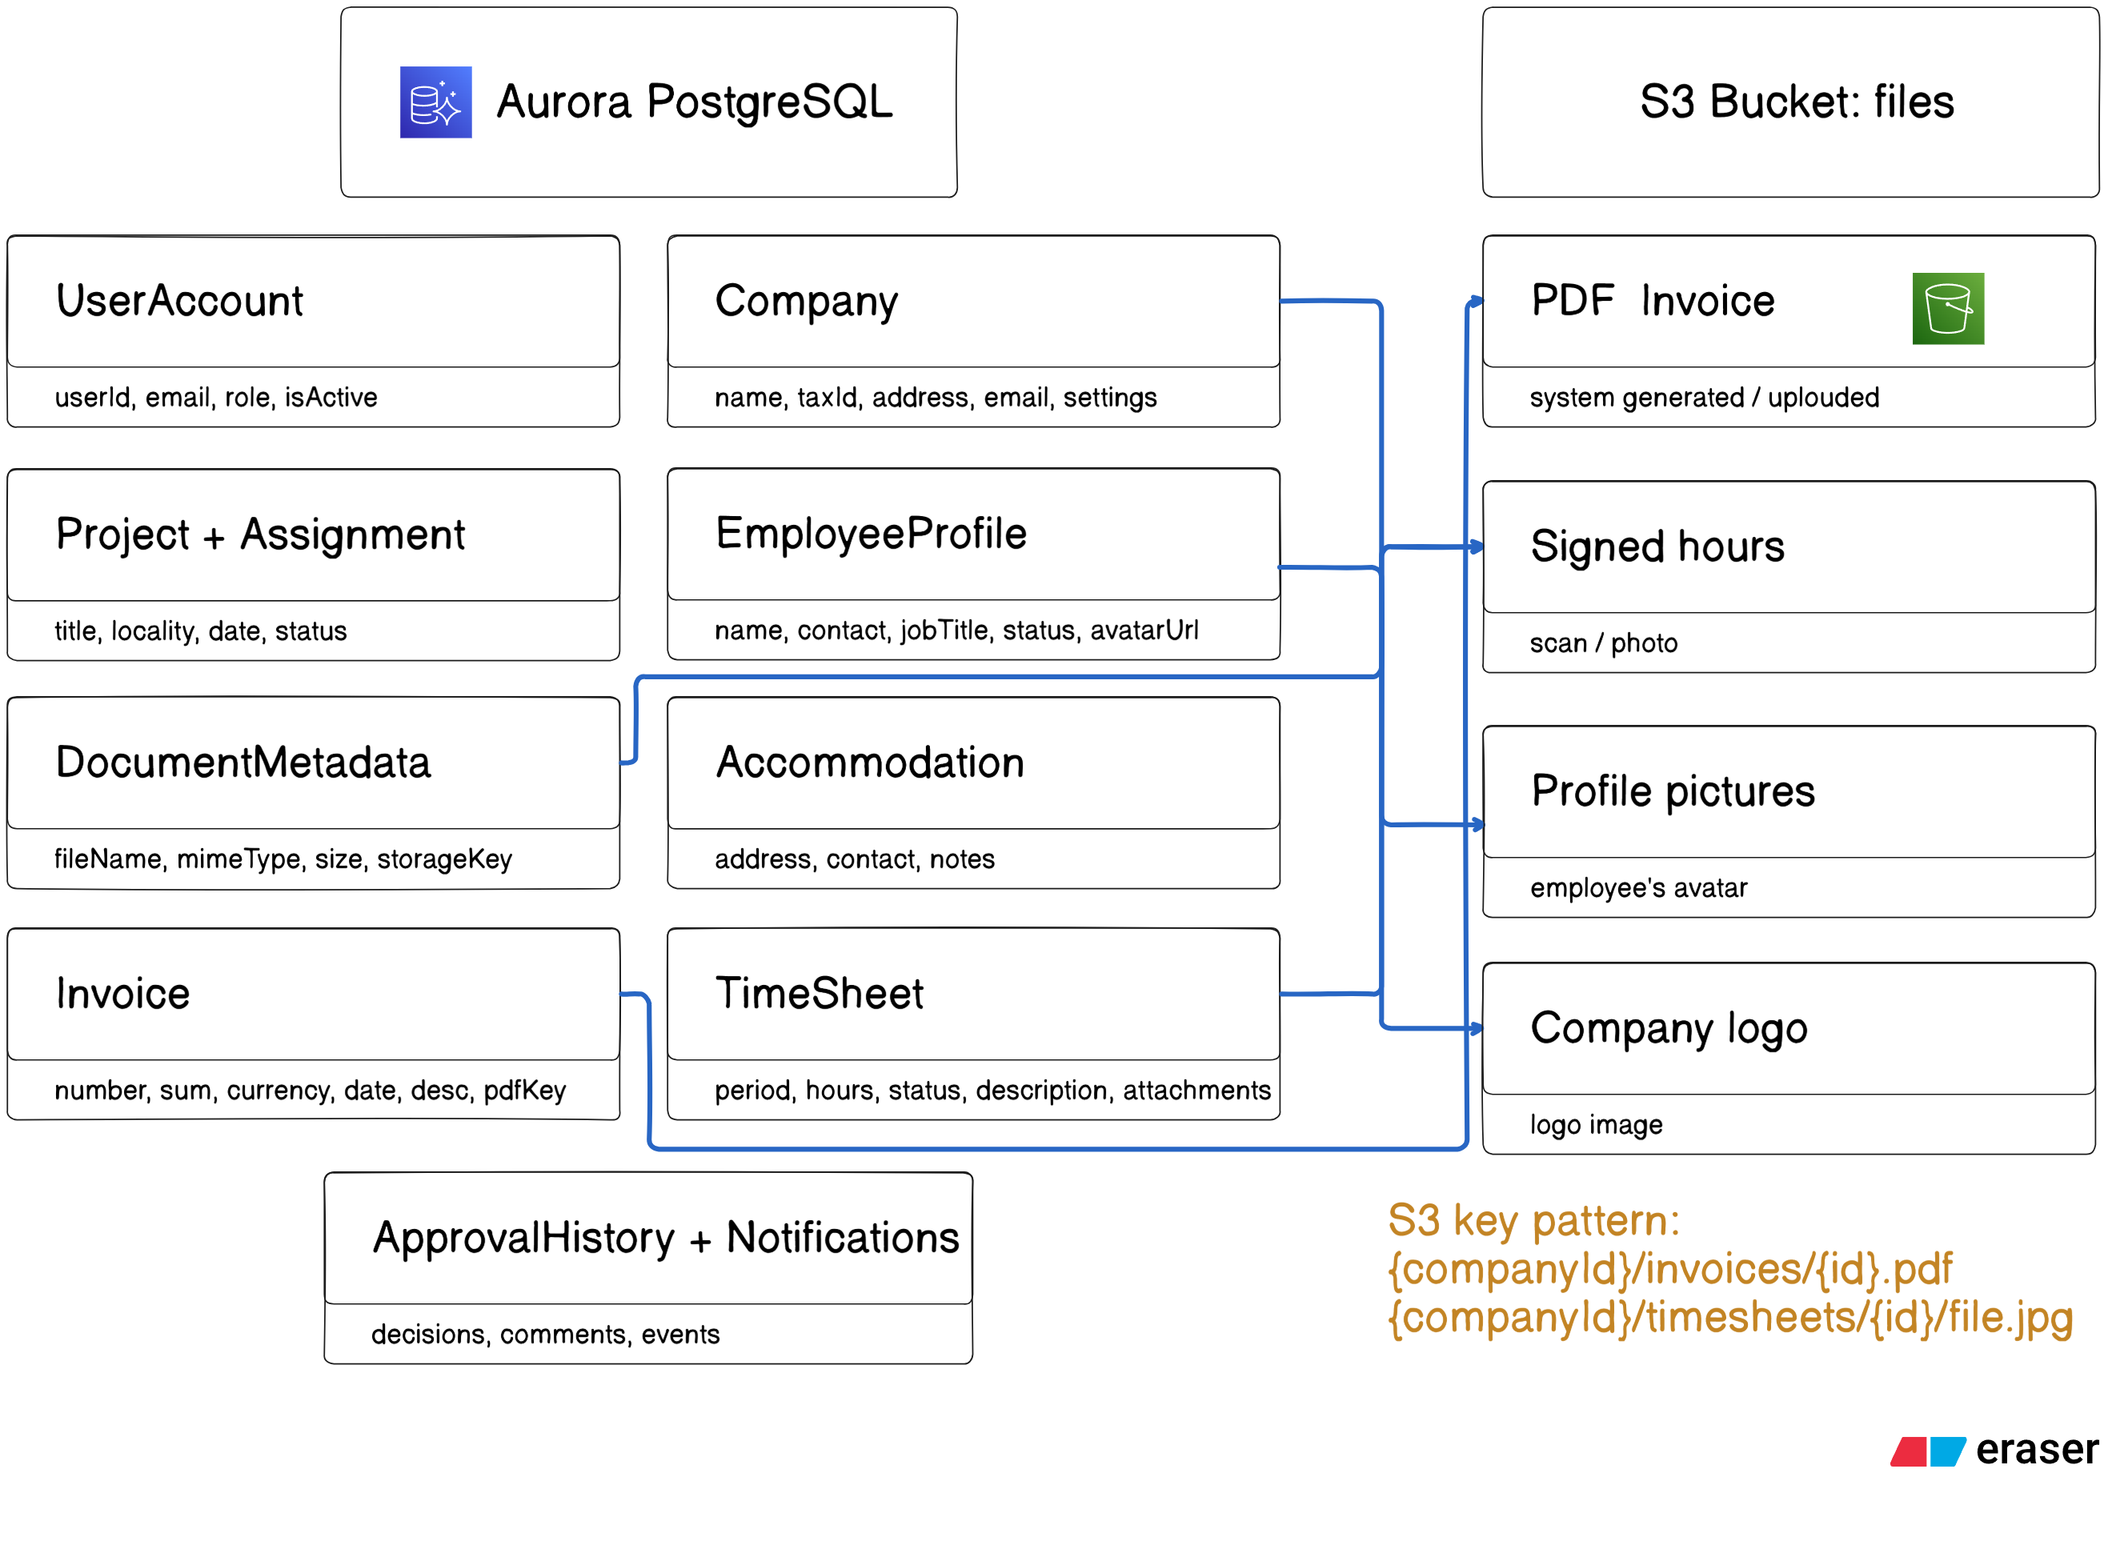 Aurora PostgreSQL
S3 Bucket: files
UserAccount
userId, email, role, isActive
Company
name, taxId, address, email, settings
PDF  Invoice
system generated / uplouded
Project + Assignment
title, locality, date, status
EmployeeProfile
name, contact, jobTitle, status, avatarUrl
Signed hours
scan / photo
DocumentMetadata
fileName, mimeType, size, storageKey
Accommodation
address, contact, notes
Profile pictures
employee's avatar
Invoice
number, sum, currency, date, desc, pdfKey
TimeSheet
period, hours, status, description, attachments
Company logo
logo image
ApprovalHistory + Notifications
decisions, comments, events
S3 key pattern:
{companyId}/invoices/{id}.pdf
{companyId}/timesheets/{id}/file.jpg
eraser